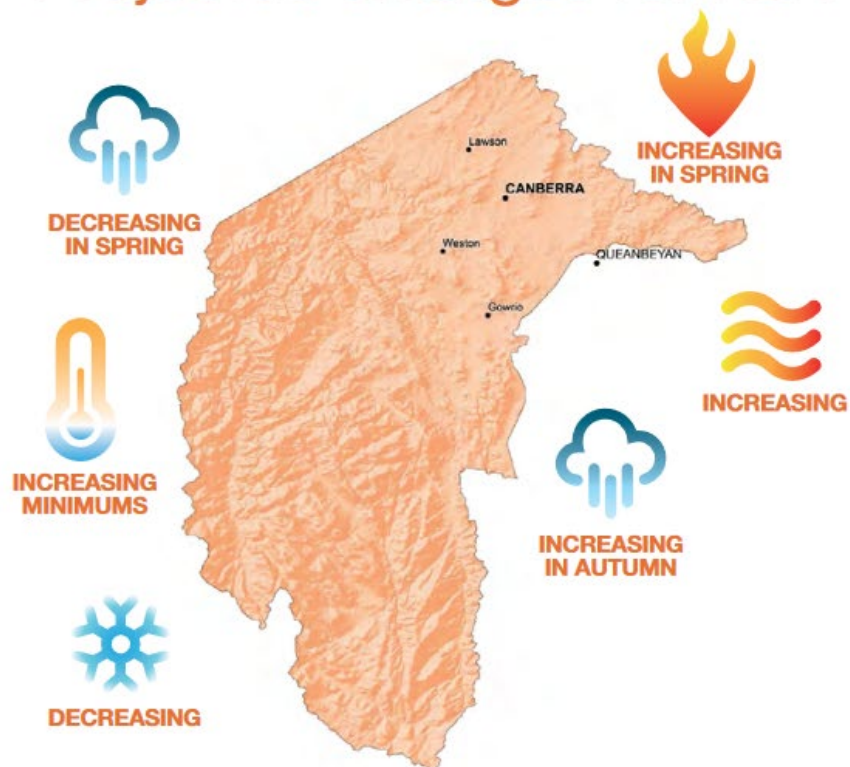 Lawson
INCREASING
IN SPRING
CANBERRA
DECREASING
IN SPRING
Weston
QUEANBEYAN
Gowrie
INCREASING
INCREASING
MINIMUMS
INCREASING
IN AUTUMN
DECREASING